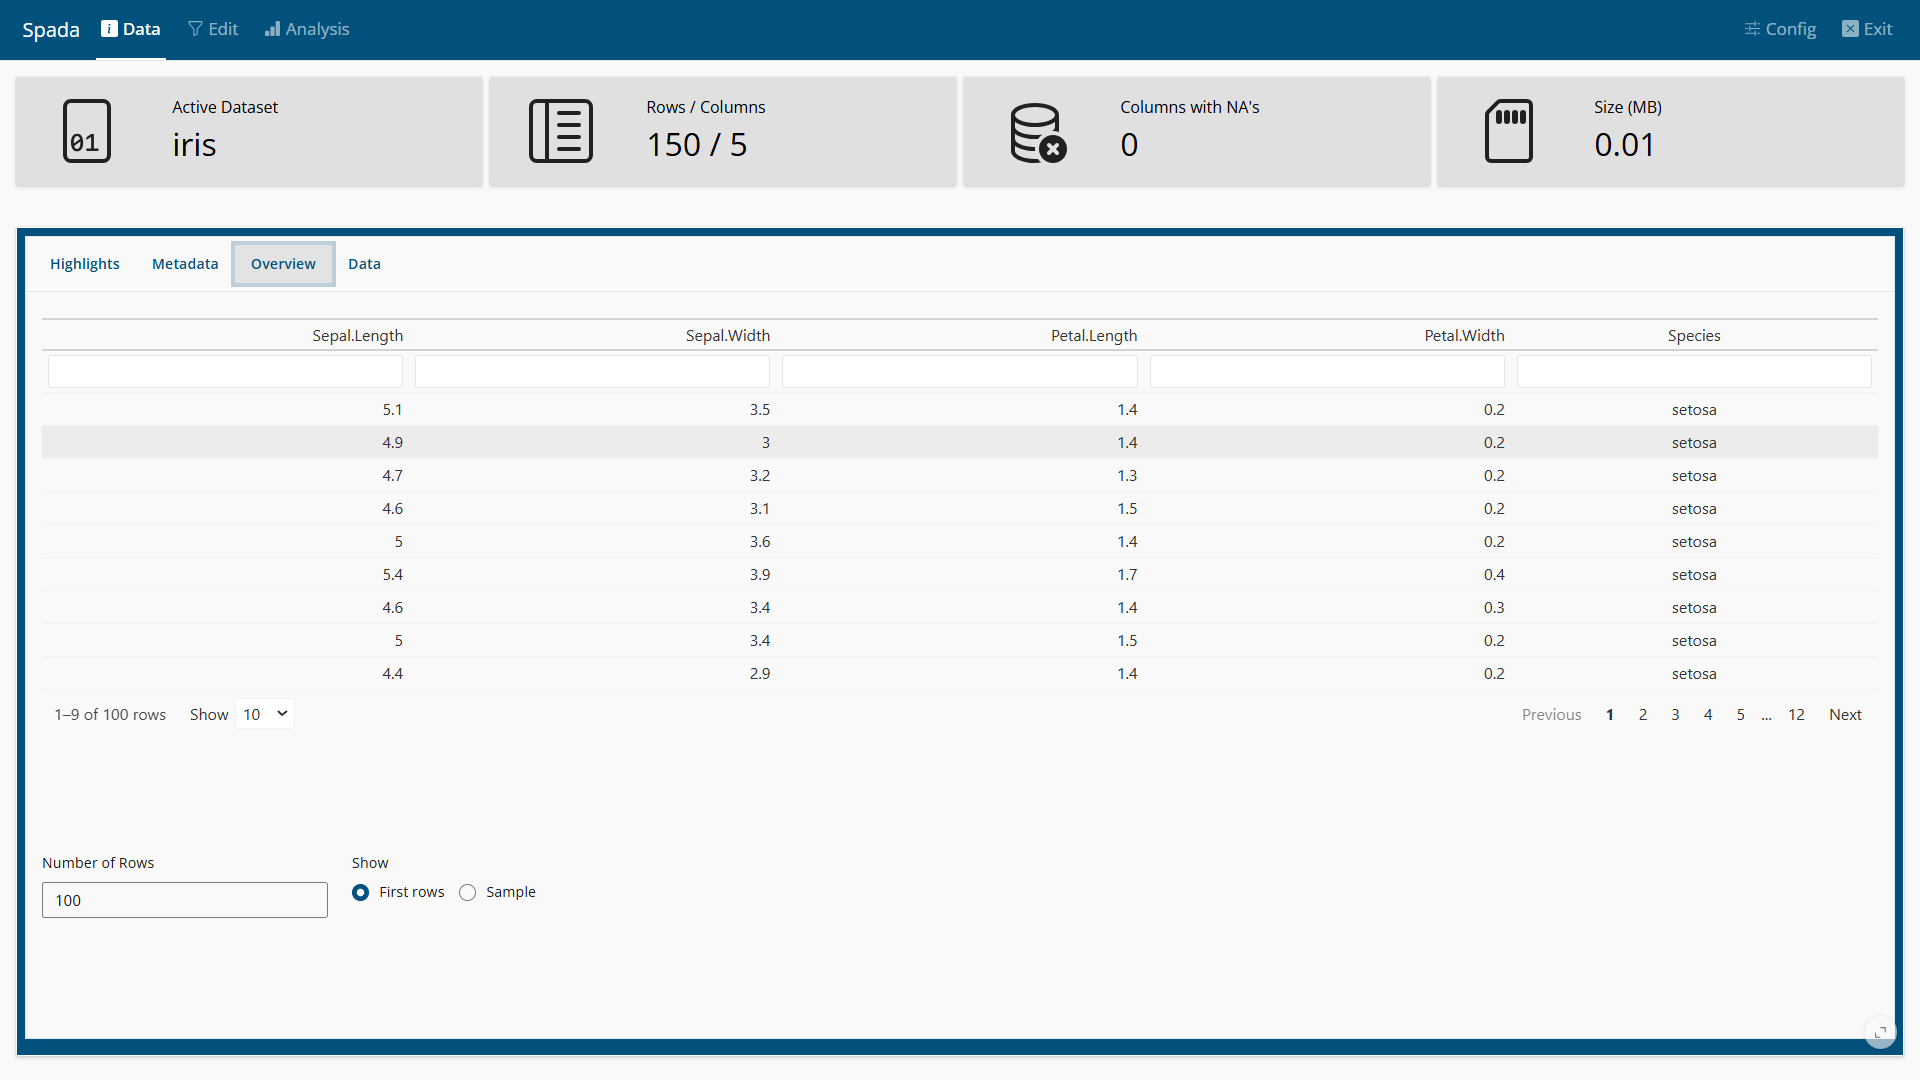 Spada Data Edit Analysis Config Exit
Active Dataset
iris
Rows / Columns
150 / 5
Columns with NA's
0
Size (MB)
0.01
01
Highlights Metadata Overview Data
Sepal.Length Sepal.Width Petal.Length Petal.Width Species
5.1 3.5 1.4 0.2 setosa
4.9 3 1.4 0.2 setosa
4.7 3.2 1.3 0.2 setosa
4.6 3.1 1.5 0.2 setosa
5 3.6 1.4 0.2 setosa
5.4 3.9 1.7 0.4 setosa
4.6 3.4 1.4 0.3 setosa
5 3.4 1.5 0.2 setosa
4.4 2.9 1.4 0.2 setosa
1–9 of 100 rows Show 10 Previous 1 2 3 4 5 ... 12 Next
Number of Rows
100
Show
First rows Sample